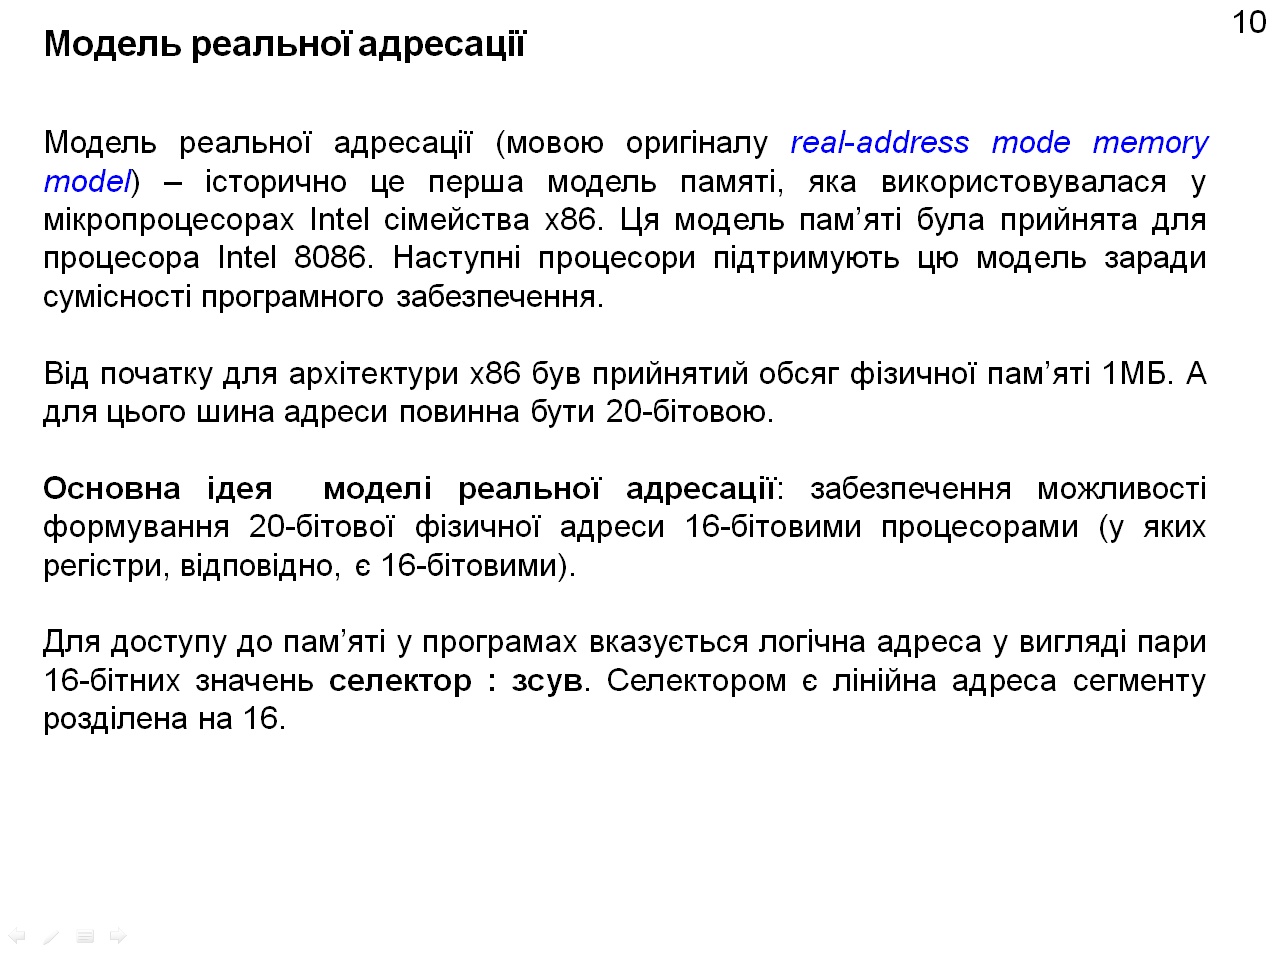 10
Модель реальної адресації
Модель реальної адресації (мовою оригіналу real-address mode memory
model) – історично це перша модель памяті, яка використовувалася у
мікропроцесорах Intel сімейства x86. Ця модель пам’яті була прийнята для
процесора Intel 8086. Наступні процесори підтримують цю модель заради
сумісності програмного забезпечення.
Від початку для архітектури x86 був прийнятий обсяг фізичної пам’яті 1МБ. А
для цього шина адреси повинна бути 20-бітовою.
Основна ідея моделі реальної адресації: забезпечення можливості
формування 20-бітової фізичної адреси 16-бітовими процесорами (у яких
регістри, відповідно, є 16-бітовими).
Для доступу до пам’яті у програмах вказується логічна адреса у вигляді пари
16-бітних значень селектор : зсув. Селектором є лінійна адреса сегменту
розділена на 16.